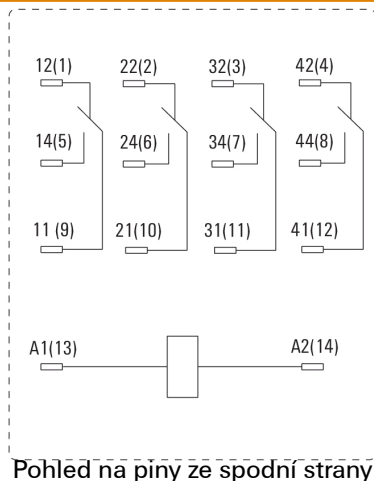 12(1) 22(2) 32(3) 42(4)
14(5) 24(6) 34(7) 44(8)
11 (9) 21(10) 31(11) 41(12)
A1(13) A2(14)
Pohled na piny ze spodní strany